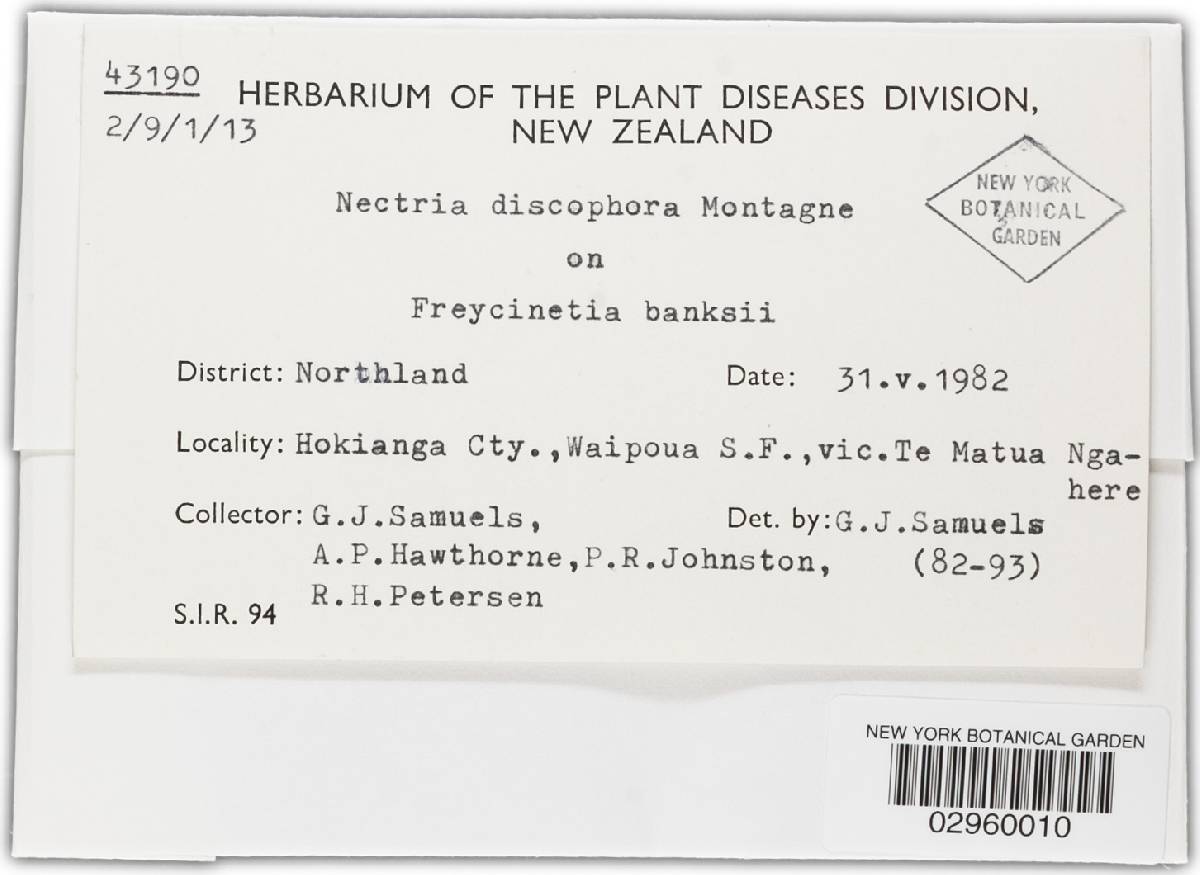 43190
HERBARIUM OF THE PLANT DISEASES DIVISION,
2/9/1/13
NEW ZEALAND
NEW YORK
BOTANICAL
GARDEN
Nectria discophora Montagne
on
Freycinetia banksii
District: Northland Date: 31.v.1982
Locality: Hokianga Cty.,Waipoua S.F.,vic.Te Matua Nga-
here
Collector: G.J.Samuels, Det. by:G.J.Samuels
A.P.Hawthorne,P.R.Johnston, (82-93)
R.H.Petersen
S.I.R. 94
NEW YORK BOTANICAL GARDEN
02960010